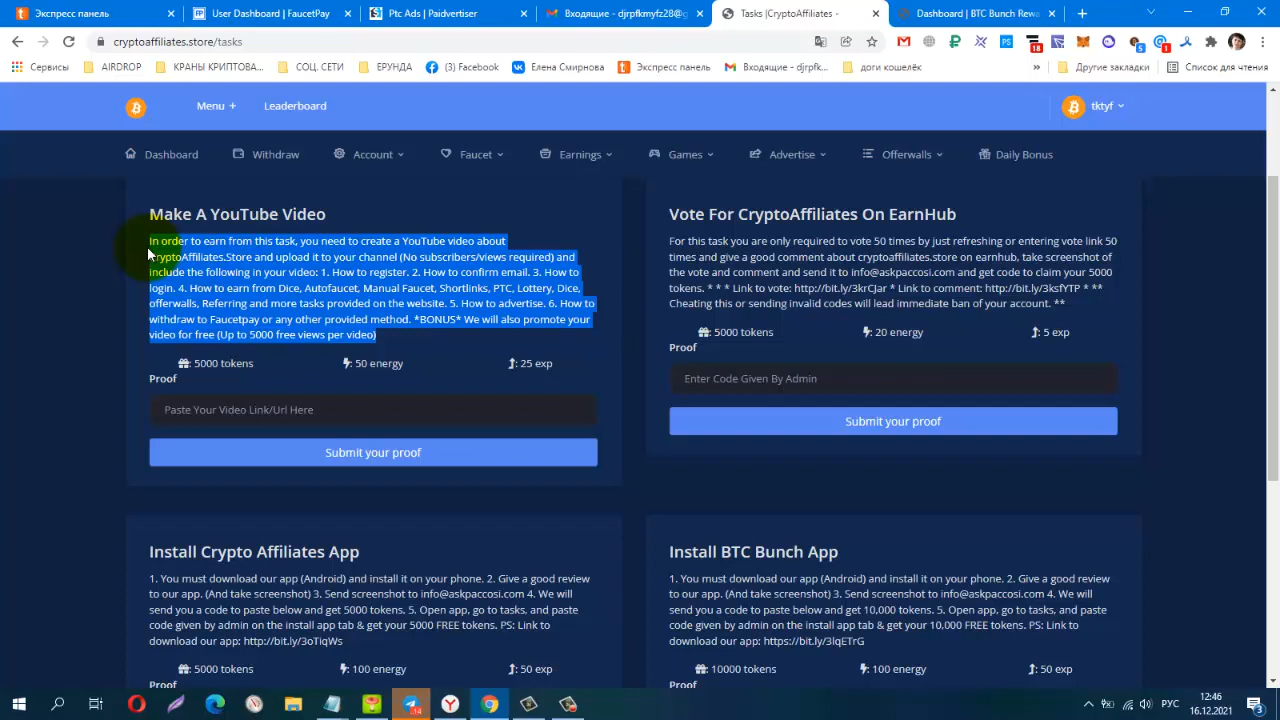 Экспресс панель
User Dashboard | FaucetPay
Ptc Ads | Paidvertiser
Входящие - djrpfkmyfz28@g
Tasks |CryptoAffiliates -
Dashboard | BTC Bunch Rewa
cryptoaffiliates.store/tasks
Сервисы
AIRDROP
КРАНЫ КРИПТОВА...
СОЦ. СЕТИ
ЕРУНДА
(3) Facebook
Елена Смирнова
Экспресс панель
Входящие - djrpfk...
доги кошелёк
»
Другие закладки
Список для чтения
Menu +
Leaderboard
tktyf
Dashboard
Withdraw
Account
Faucet
Earnings
Games
Advertise
Offerwalls
Daily Bonus
Make A YouTube Video
In order to earn from this task, you need to create a YouTube video about
CryptoAffiliates.Store and upload it to your channel (No subscribers/views required) and
include the following in your video: 1. How to register. 2. How to confirm email. 3. How to
login. 4. How to earn from Dice, Autofaucet, Manual Faucet, Shortlinks, PTC, Lottery, Dice,
offerwalls, Referring and more tasks provided on the website. 5. How to advertise. 6. How to
withdraw to Faucetpay or any other provided method. *BONUS* We will also promote your
video for free (Up to 5000 free views per video)
: 5000 tokens
: 50 energy
: 25 exp
Proof
Paste Your Video Link/Url Here
Submit your proof
Vote For CryptoAffiliates On EarnHub
For this task you are only required to vote 50 times by just refreshing or entering vote link 50
times and give a good comment about cryptoaffiliates.store on earnhub, take screenshot of
the vote and comment and send it to info@askpaccosi.com and get code to claim your 5000
tokens. * * * Link to vote: http://bit.ly/3krCJar * Link to comment: http://bit.ly/3ksfYTP * **
Cheating this or sending invalid codes will lead immediate ban of your account. **
: 5000 tokens
: 20 energy
: 5 exp
Proof
Enter Code Given By Admin
Submit your proof
Install Crypto Affiliates App
1. You must download our app (Android) and install it on your phone. 2. Give a good review
to our app. (And take screenshot) 3. Send screenshot to info@askpaccosi.com 4. We will
send you a code to paste below and get 5000 tokens. 5. Open app, go to tasks, and paste
code given by admin on the install app tab & get your 5000 FREE tokens. PS: Link to
download our app: http://bit.ly/3oTiqWs
: 5000 tokens
: 100 energy
: 50 exp
Proof
Install BTC Bunch App
1. You must download our app (Android) and install it on your phone. 2. Give a good review
to our app. (And take screenshot) 3. Send screenshot to info@askpaccosi.com 4. We will
send you a code to paste below and get 10,000 tokens. 5. Open app, go to tasks, and paste
code given by admin on the install app tab & get your 10,000 FREE tokens. PS: Link to
download our app: https://bit.ly/3lqETrG
: 10000 tokens
: 100 energy
: 50 exp
Proof
14
РУС
12:46
16.12.2021
3